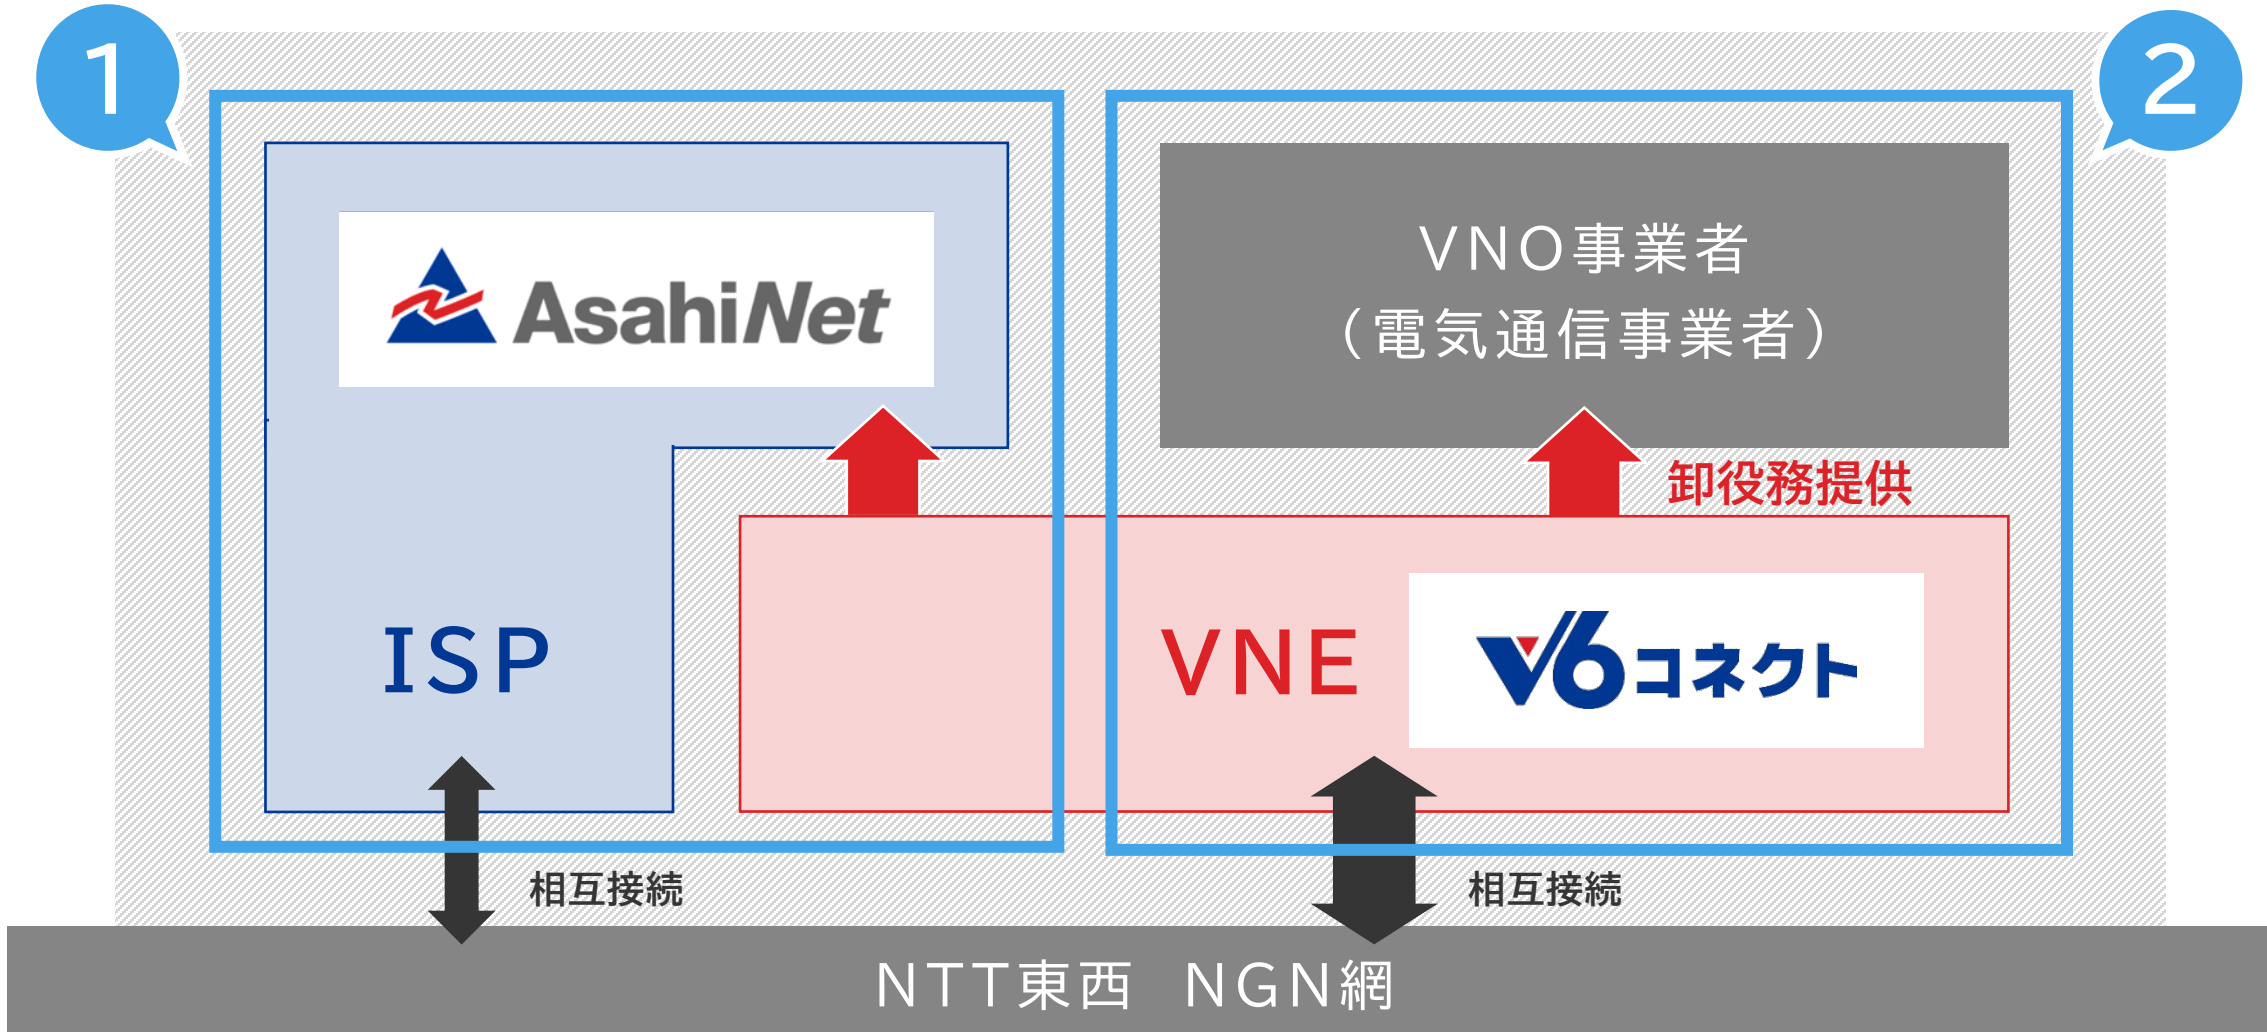 1
2
AsahiNet
VNO事業者
（電気通信事業者）
卸役務提供
ISP
VNE
v6コネクト
相互接続
相互接続
NTT東西　NGN網